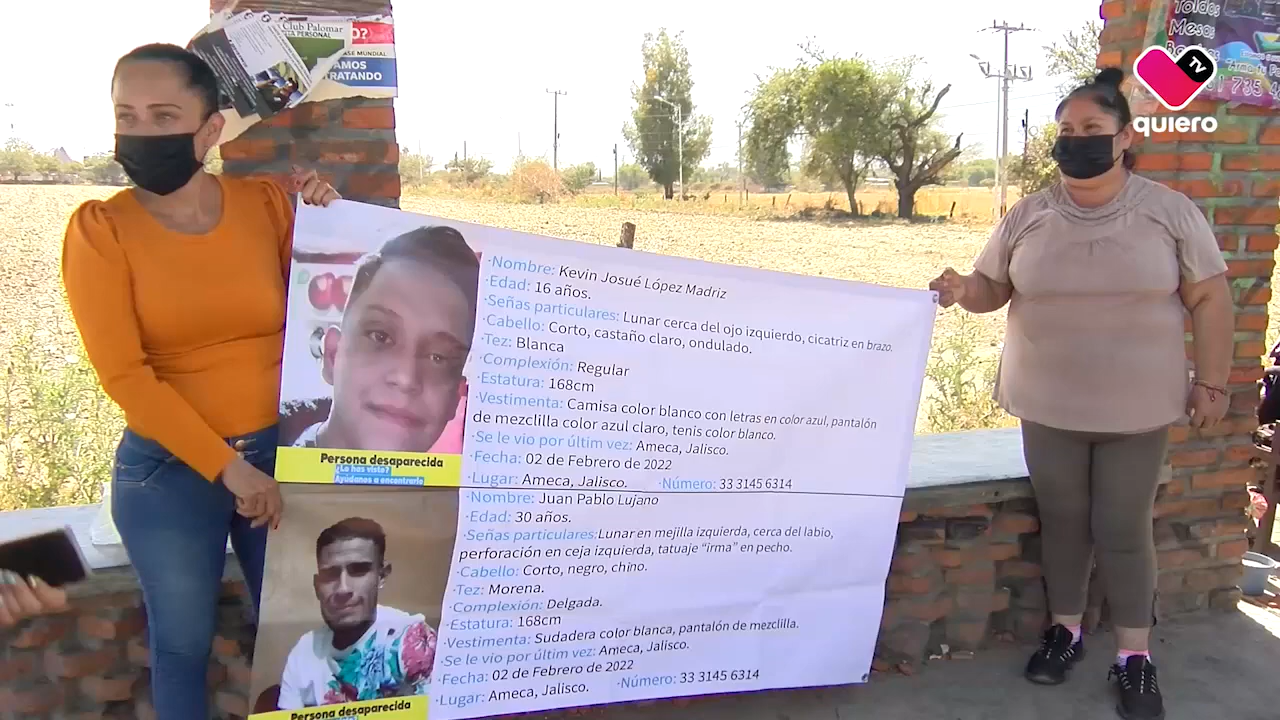 Club Palomar
TA PERSONAL
O?
ASE MUNDIAL
AMOS
TRATANDO
Toldos
Mesas
TV
quiero
·Nombre: Kevin Josué López Madriz
·Edad: 16 años.
·Señas particulares: Lunar cerca del ojo izquierdo, cicatriz en brazo.
·Cabello: Corto, castaño claro, ondulado.
·Tez: Blanca
·Complexión: Regular
·Estatura: 168cm
·Vestimenta: Camisa color blanco con letras en color azul, pantalón
de mezclilla color azul claro, tenis color blanco.
·Se le vio por últim vez: Ameca, Jalisco.
·Fecha: 02 de Febrero de 2022
·Lugar: Ameca, Jalisco. ·Número: 33 3145 6314
Persona desaparecida
¿Lo has visto?
Ayúdanos a encontrarlo
·Nombre: Juan Pablo Lujano
·Edad: 30 años.
·Señas particulares:Lunar en mejilla izquierda, cerca del labio,
perforación en ceja izquierda, tatuaje “irma” en pecho.
·Cabello: Corto, negro, chino.
·Tez: Morena.
·Complexión: Delgada.
·Estatura: 168cm
·Vestimenta: Sudadera color blanca, pantalón de mezclilla.
·Se le vio por últim vez: Ameca, Jalisco.
·Fecha: 02 de Febrero de 2022
·Lugar: Ameca, Jalisco. ·Número: 33 3145 6314
Persona desaparecida